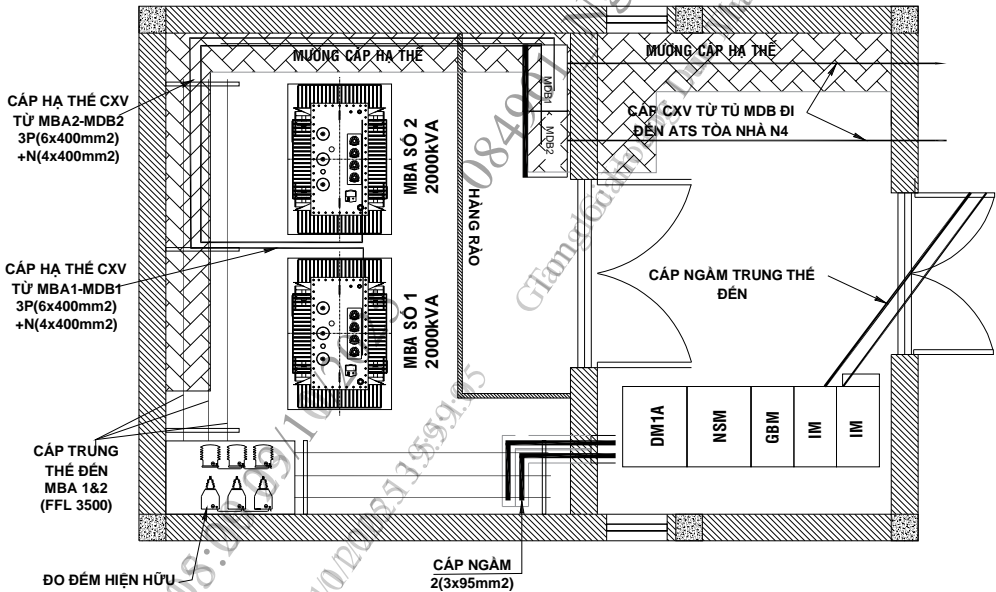 MƯƠNG CÁP HẠ THẾ
MƯƠNG CÁP HẠ THẾ
CÁP HẠ THẾ CXV
TỪ MBA2-MDB2
3P(6x400mm2)
+N(4x400mm2)
MBA SỐ 2
2000kVA
HÀNG RÀO
MDB1
MDB2
CÁP CXV TỪ TỦ MDB ĐI
ĐẾN ATS TÒA NHÀ N4
CÁP HẠ THẾ CXV
TỪ MBA1-MDB1
3P(6x400mm2)
+N(4x400mm2)
MBA SỐ 1
2000kVA
CÁP NGẦM TRUNG THẾ
ĐẾN
DM1A
NSM
GBM
IM
IM
CÁP TRUNG
THẾ ĐẾN
MBA 1&2
(FFL 3500)
ĐO ĐẾM HIỆN HỮU
CÁP NGẦM
2(3x95mm2)